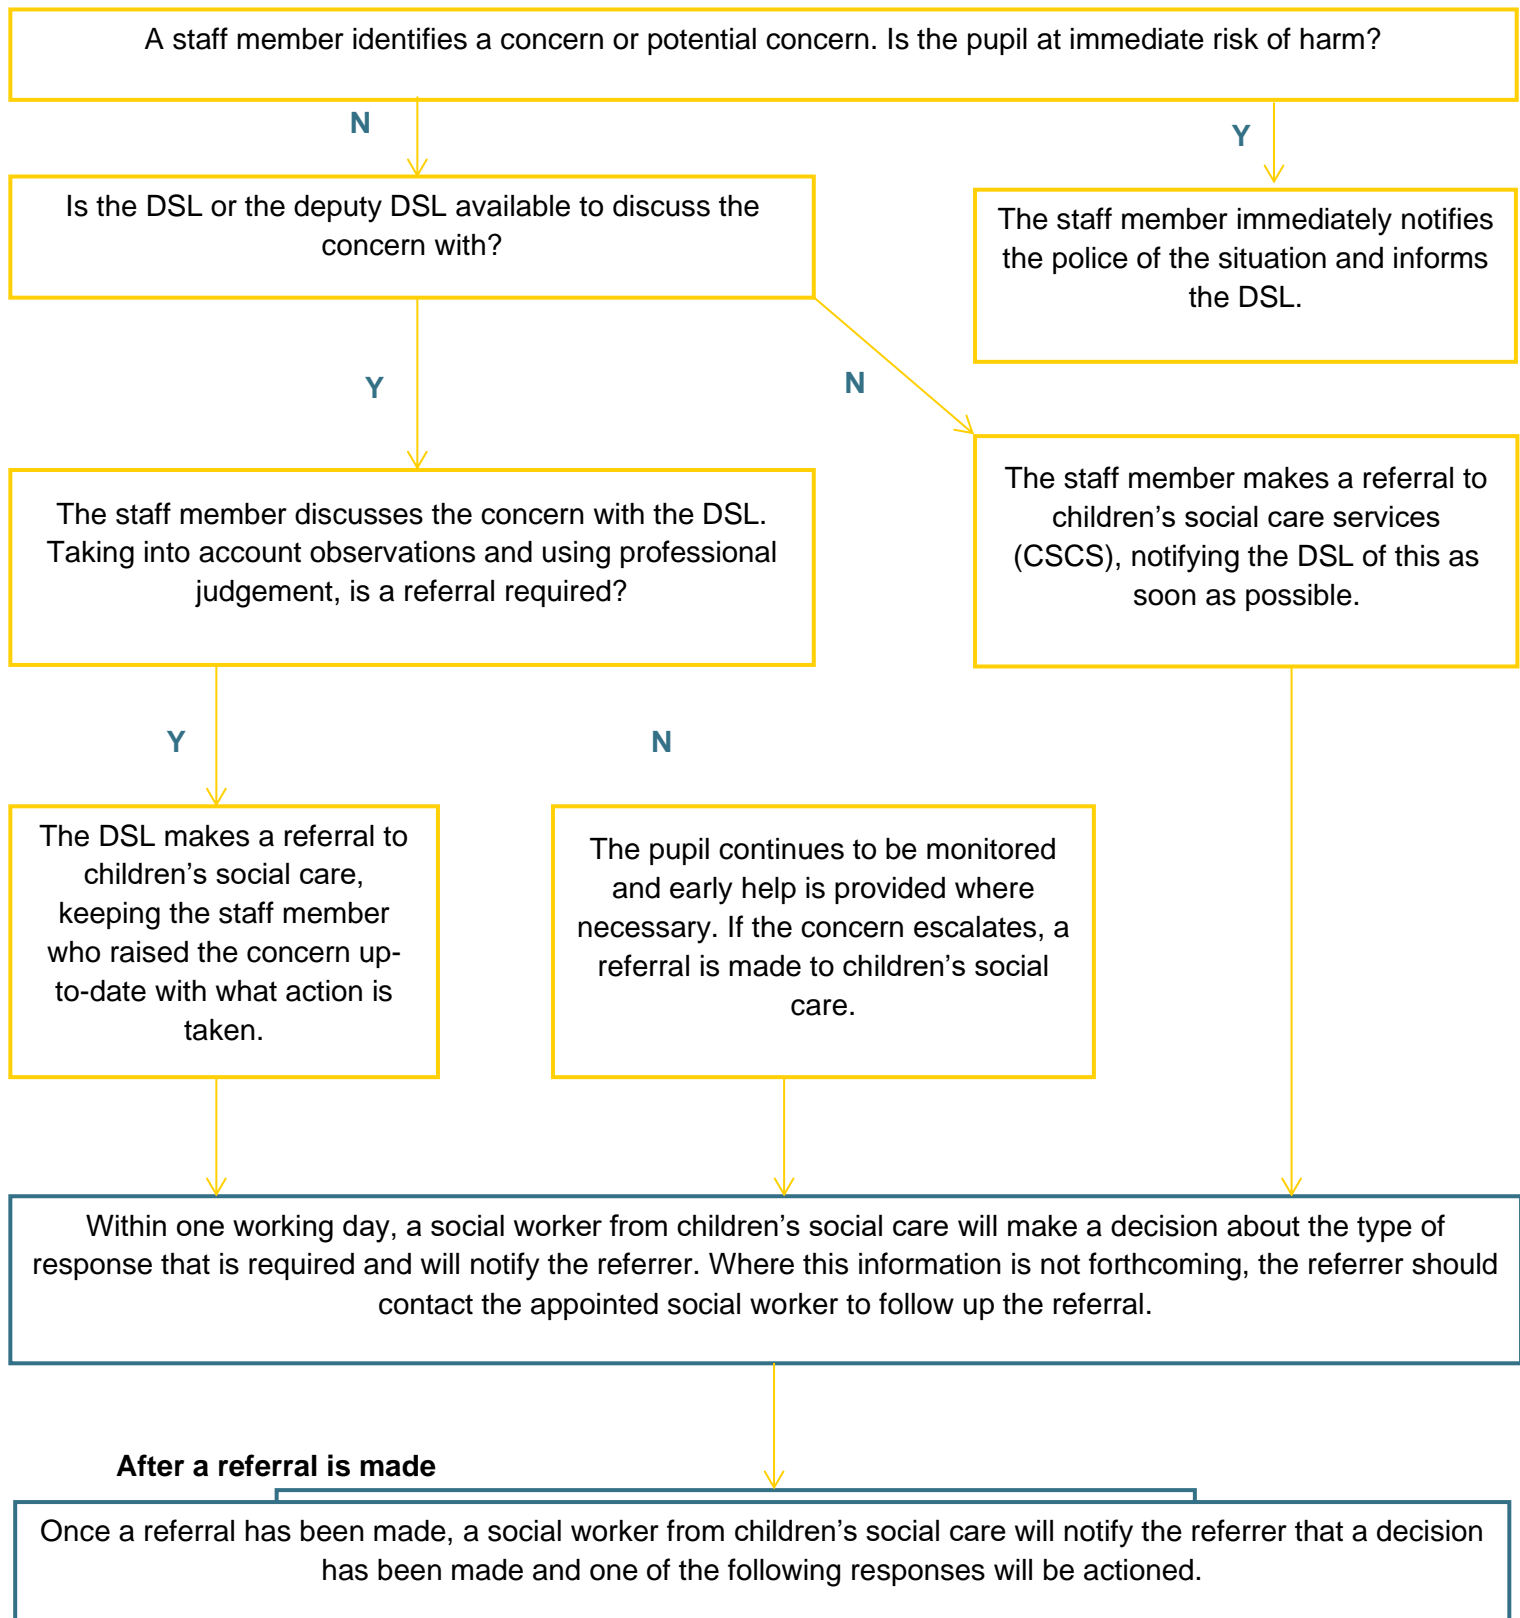 A staff member identifies a concern or potential concern. Is the pupil at immediate risk of harm?
N
Y
Is the DSL or the deputy DSL available to discuss the
concern with?
The staff member immediately notifies
the police of the situation and informs
the DSL.
Y
N
The staff member discusses the concern with the DSL.
Taking into account observations and using professional
judgement, is a referral required?
The staff member makes a referral to
children’s social care services
(CSCS), notifying the DSL of this as
soon as possible.
Y
N
The DSL makes a referral to
children’s social care,
keeping the staff member
who raised the concern up-
to-date with what action is
taken.
The pupil continues to be monitored
and early help is provided where
necessary. If the concern escalates, a
referral is made to children’s social
care.
Within one working day, a social worker from children’s social care will make a decision about the type of
response that is required and will notify the referrer. Where this information is not forthcoming, the referrer should
contact the appointed social worker to follow up the referral.
After a referral is made
Once a referral has been made, a social worker from children’s social care will notify the referrer that a decision
has been made and one of the following responses will be actioned.